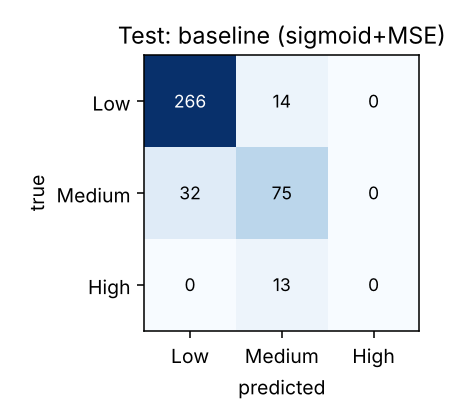 Test: baseline (sigmoid+MSE)
Low 266 14 0
true
Medium 32 75 0
High 0 13 0
Low Medium High
predicted